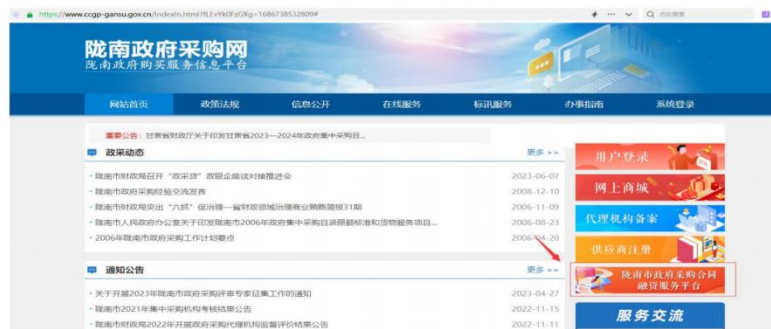 https://www.ccgp-gansu.gov.cn/IndexIn.html?fLEvYk0FzGXg=1686738532809#
点此搜索
陇南政府采购网
陇南政府购买服务信息平台
网站首页 政策法规 信息公开 在线服务 标讯服务 办事指南 系统登录
重要公告：甘肃省财政厅关于印发甘肃省2023—2024年政府集中采购目...
政采动态 更多 >>
陇南市财政局召开“政采贷”政银企座谈对接推进会 2023-06-07
陇南市政府采购经验交流发言 2008-12-10
陇南市财政局突出“六抓”促治理—省财政领域治理商业贿赂简报31期 2006-11-09
陇南市人民政府办公室关于印发陇南市2006年政府集中采购目录限额标准和货物服务项目... 2006-08-23
2006年陇南市政府采购工作计划要点 2006-04-20
用户登录
网上商城
代理机构备案
供应商注册
陇南市政府采购合同
融资服务平台
通知公告 更多 >>
关于开展2023年陇南市政府采购评审专家征集工作的通知 2023-04-27
陇南市2021年集中采购机构考核结果公告 2022-11-15
陇南市财政局2022年开展政府采购代理机构监督评价结果公告 2022-11-11
服务交流